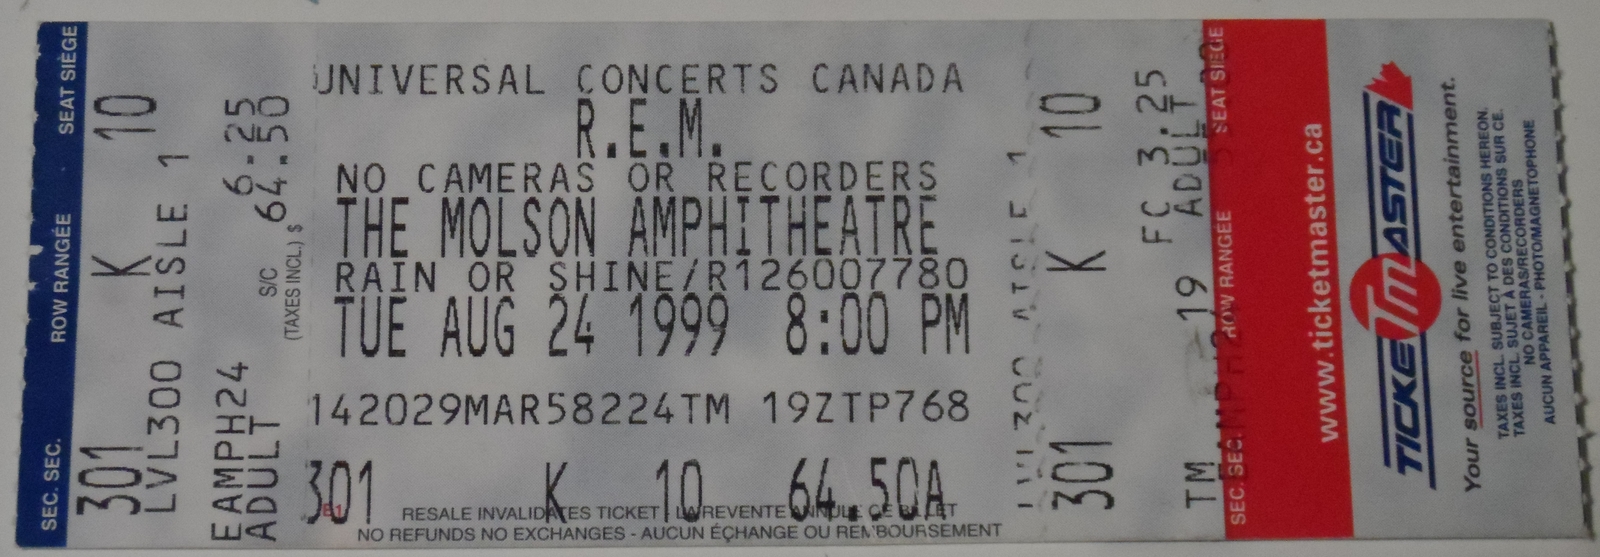 SEC. SEC. ROW RANGÉE SEAT SIÈGE
301 K 10
LVL300 AISLE 1
EAMPH24 S/C 6.25
ADULT 64.50
(TAXES INCL.) $
UNIVERSAL CONCERTS CANADA
R.E.M.
NO CAMERAS OR RECORDERS
THE MOLSON AMPHITHEATRE
RAIN OR SHINE/R126007780
TUE AUG 24 1999 8:00 PM
142029MAR58224TM 19ZTP768
301 K 10 64.50A
RESALE INVALIDATES TICKET - LA REVENTE ANNULE CE BILLET
NO REFUNDS NO EXCHANGES - AUCUN ÉCHANGE OU REMBOURSEMENT
LVL300 AISLE 1
301 K 10
FC 3.25
TM 19 ADULT
SEC. SEC. ROW RANGÉE SEAT SIÈGE
www.ticketmaster.ca
TICKETMASTER
Your source for live entertainment.
TAXES INCL. SUBJECT TO CONDITIONS HEREON.
TAXES INCL. SUJET À DES CONDITIONS SUR CE.
NO CAMERAS/RECORDERS
AUCUN APPAREIL - PHOTO/MAGNETOPHONE